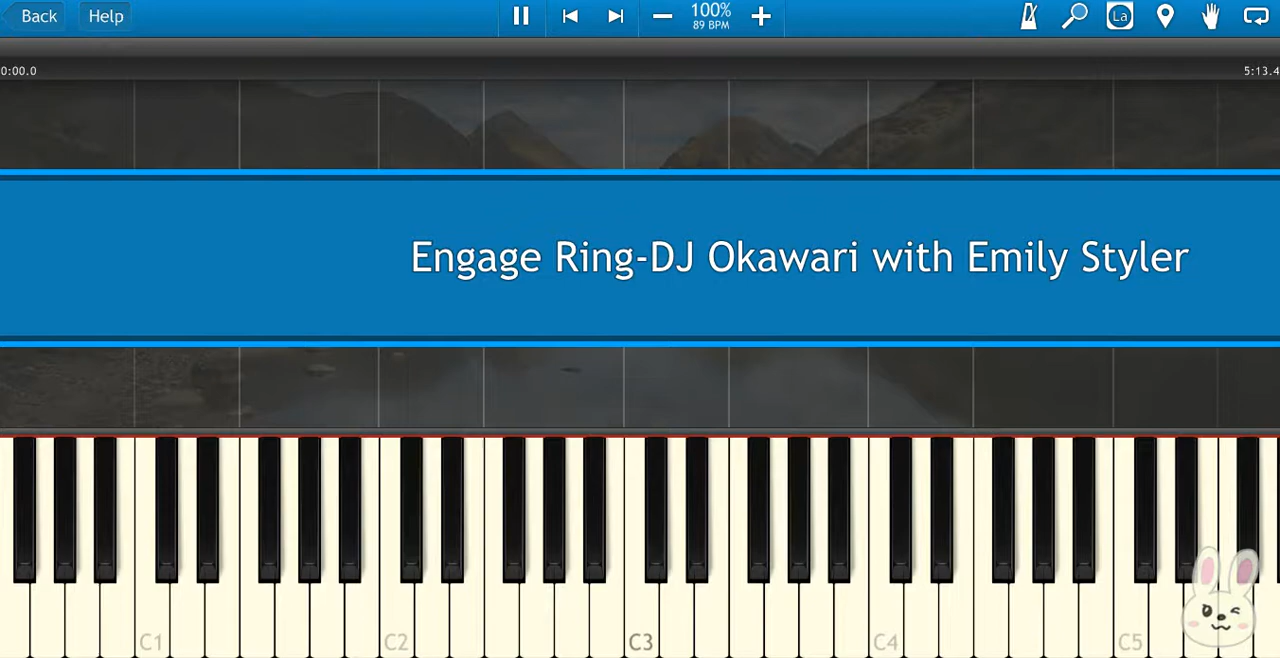 Back
Help
100%
89 BPM
La
0:00.0
5:13.4
Engage Ring-DJ Okawari with Emily Styler
C1
C2
C3
C4
C5